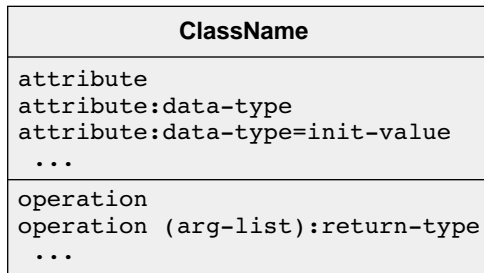 ClassName
attribute
attribute:data-type
attribute:data-type=init-value
...
operation
operation (arg-list):return-type
...